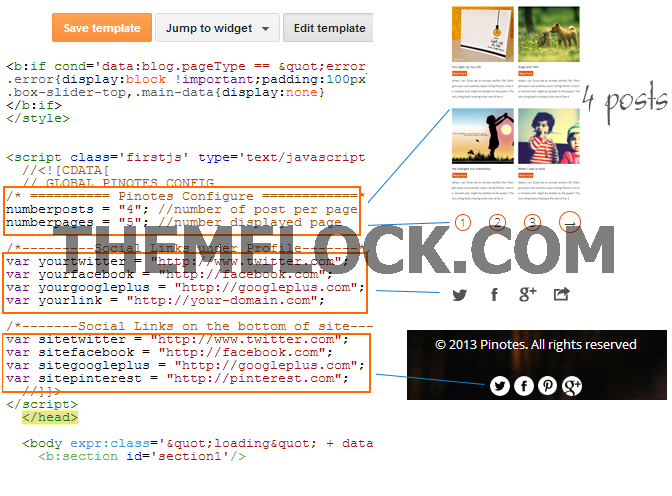 Save template
Jump to widget
Edit template
<b:if cond='data:blog.pageType == &quot;error
.error{display:block !important;padding:100px
.box-slider-top,.main-data{display:none}
</b:if>
</style>
<script class='firstjs' type='text/javascript
//<![CDATA[
// GLOBAL PINOTES CONFIG
/* ========== Pinotes Configure ============*
numberposts = "4"; //number of post per page
numberpages = "5"; //number displayed page
/*---------Social Links under Profile--------*
var yourtwitter = "http://www.twitter.com";
var yourfacebook = "http://facebook.com";
var yourgoogleplus = "http://googleplus.com";
var yourlink = "http://your-domain.com";
/*-------Social Links on the bottom of site---
var sitetwitter = "http://www.twitter.com";
var sitefacebook = "http://facebook.com";
var sitegoogleplus = "http://googleplus.com";
var sitepinterest = "http://pinterest.com";
//]]>
</script>
</head>
<body expr:class='&quot;loading&quot; + data
<b:section id='section1'/>
THEMELOCK.COM
4 posts
1 2 3 →
© 2013 Pinotes. All rights reserved